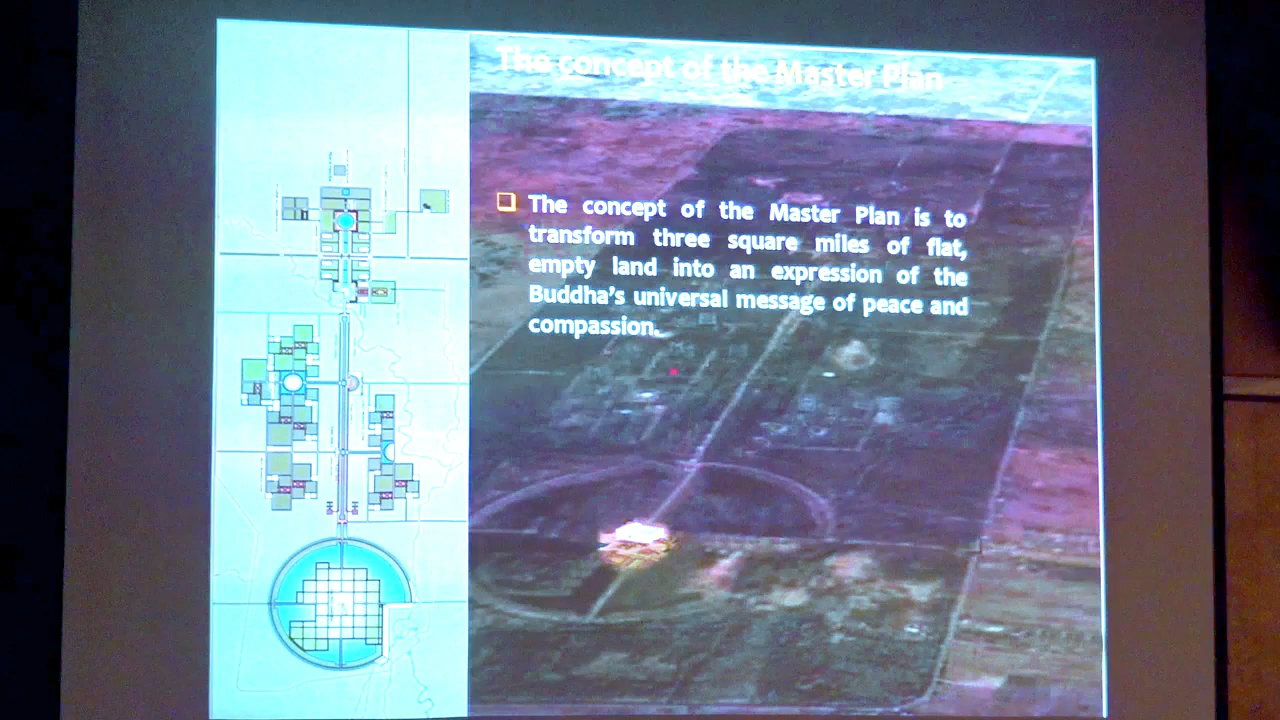 The concept of the Master Plan
The concept of the Master Plan is to
transform three square miles of flat,
empty land into an expression of the
Buddha's universal message of peace and
compassion.